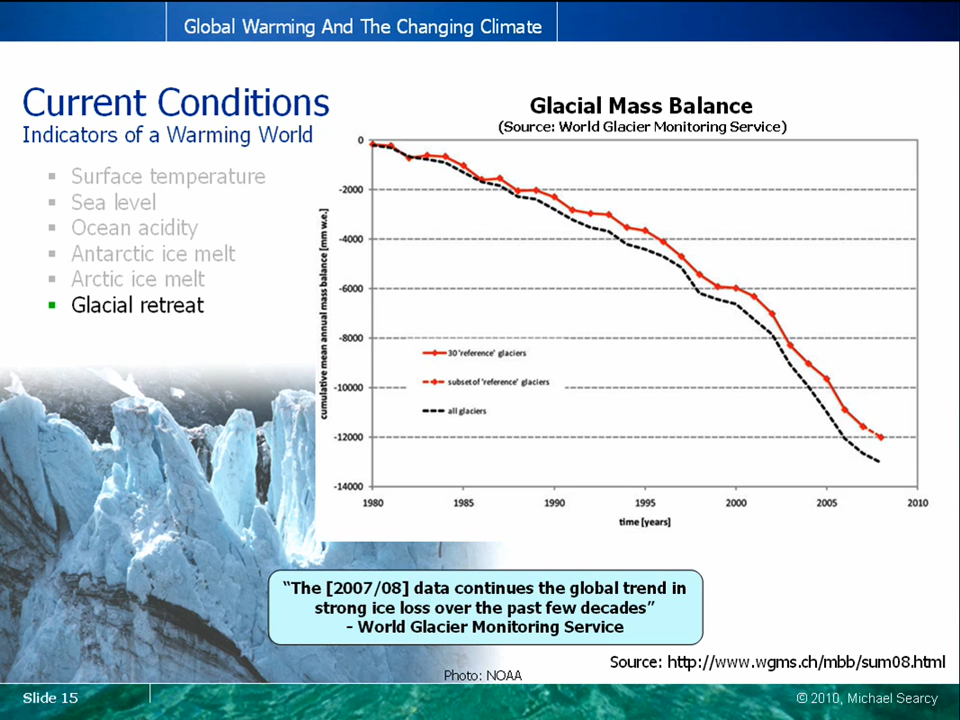 Global Warming And The Changing Climate
Current Conditions
Indicators of a Warming World
▪ Surface temperature
▪ Sea level
▪ Ocean acidity
▪ Antarctic ice melt
▪ Arctic ice melt
▪ Glacial retreat
Glacial Mass Balance
(Source: World Glacier Monitoring Service)
cumulative mean annual mass balance [mm w.e.]
0
-2000
-4000
-6000
-8000
-10000
-12000
-14000
30 'reference' glaciers
subset of 'reference' glaciers
all glaciers
1980 1985 1990 1995 2000 2005 2010
time [years]
“The [2007/08] data continues the global trend in
strong ice loss over the past few decades”
- World Glacier Monitoring Service
Source: http://www.wgms.ch/mbb/sum08.html
Photo: NOAA
Slide 15
© 2010, Michael Searcy